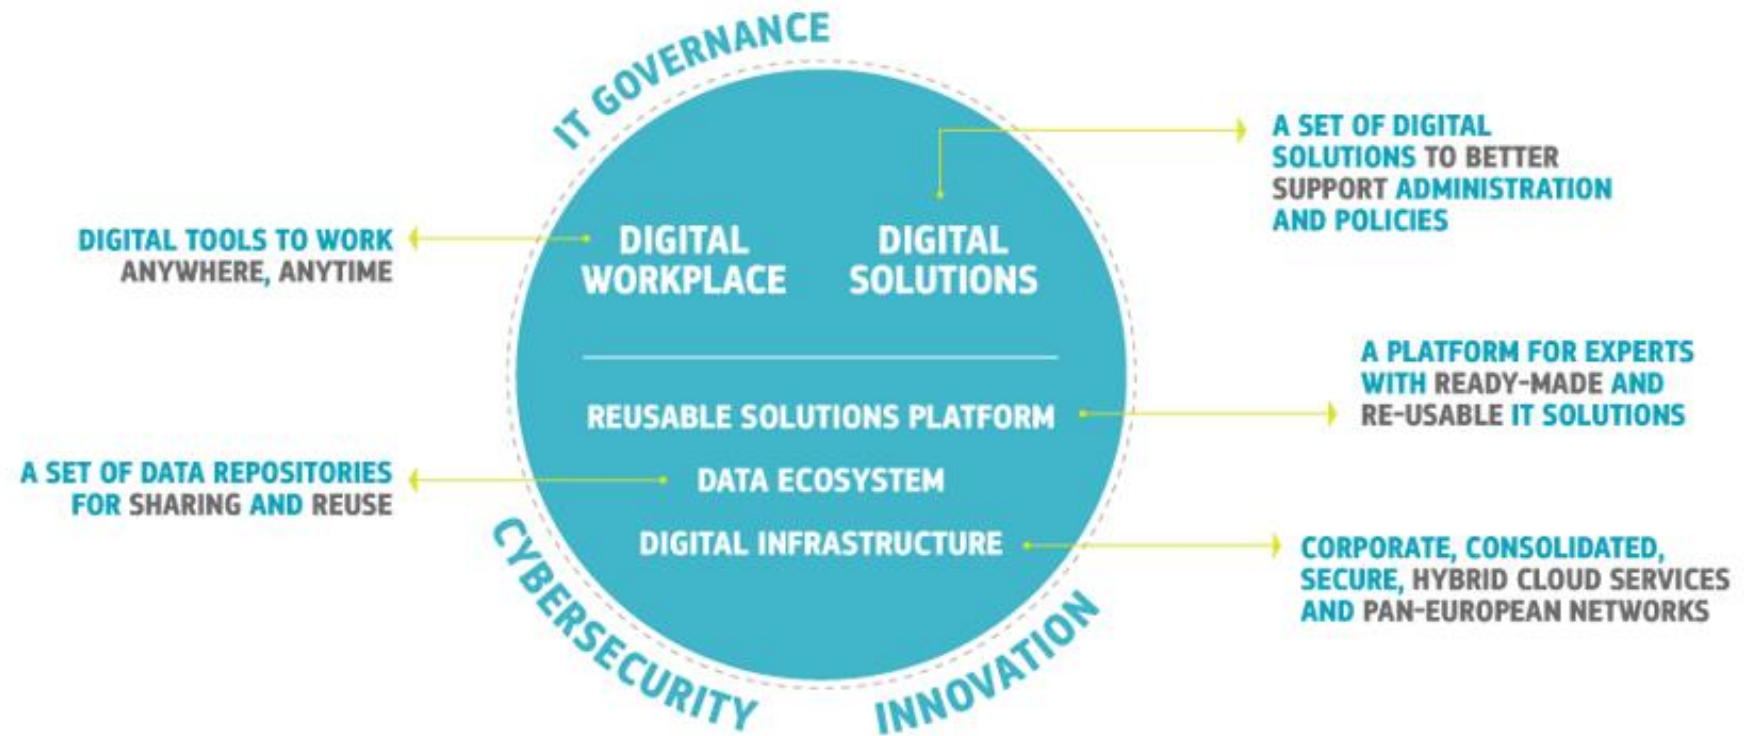 IT GOVERNANCE
A SET OF DIGITAL
SOLUTIONS TO BETTER
SUPPORT ADMINISTRATION
AND POLICIES
DIGITAL TOOLS TO WORK
ANYWHERE, ANYTIME
DIGITAL
WORKPLACE
DIGITAL
SOLUTIONS
A PLATFORM FOR EXPERTS
WITH READY-MADE AND
RE-USABLE IT SOLUTIONS
REUSABLE SOLUTIONS PLATFORM
A SET OF DATA REPOSITORIES
FOR SHARING AND REUSE
DATA ECOSYSTEM
DIGITAL INFRASTRUCTURE
CORPORATE, CONSOLIDATED,
SECURE, HYBRID CLOUD SERVICES
AND PAN-EUROPEAN NETWORKS
CYBERSECURITY
INNOVATION